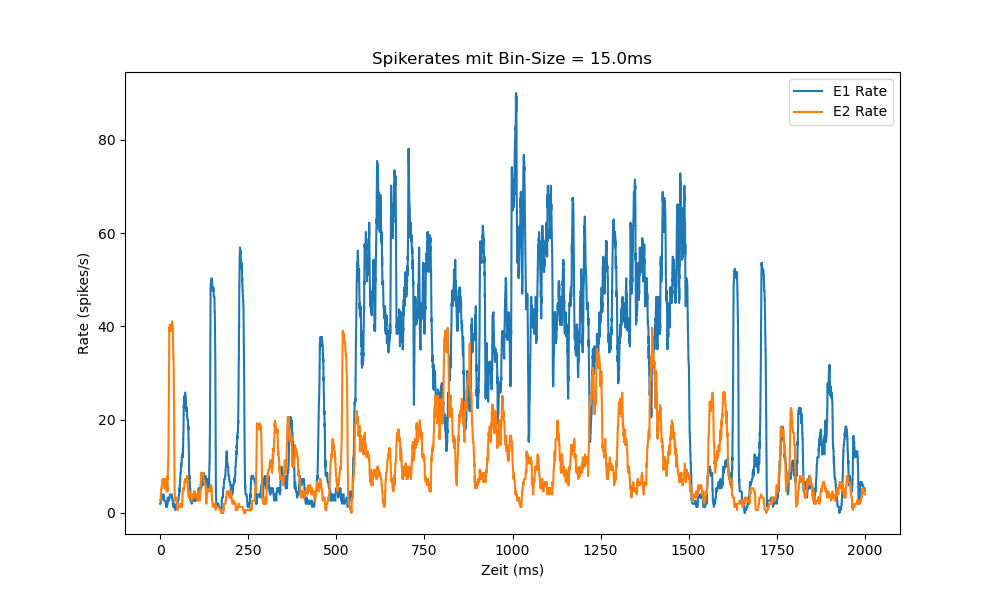 Spikerates mit Bin-Size = 15.0ms
E1 Rate
E2 Rate
Rate (spikes/s)
80
60
40
20
0
0 250 500 750 1000 1250 1500 1750 2000
Zeit (ms)